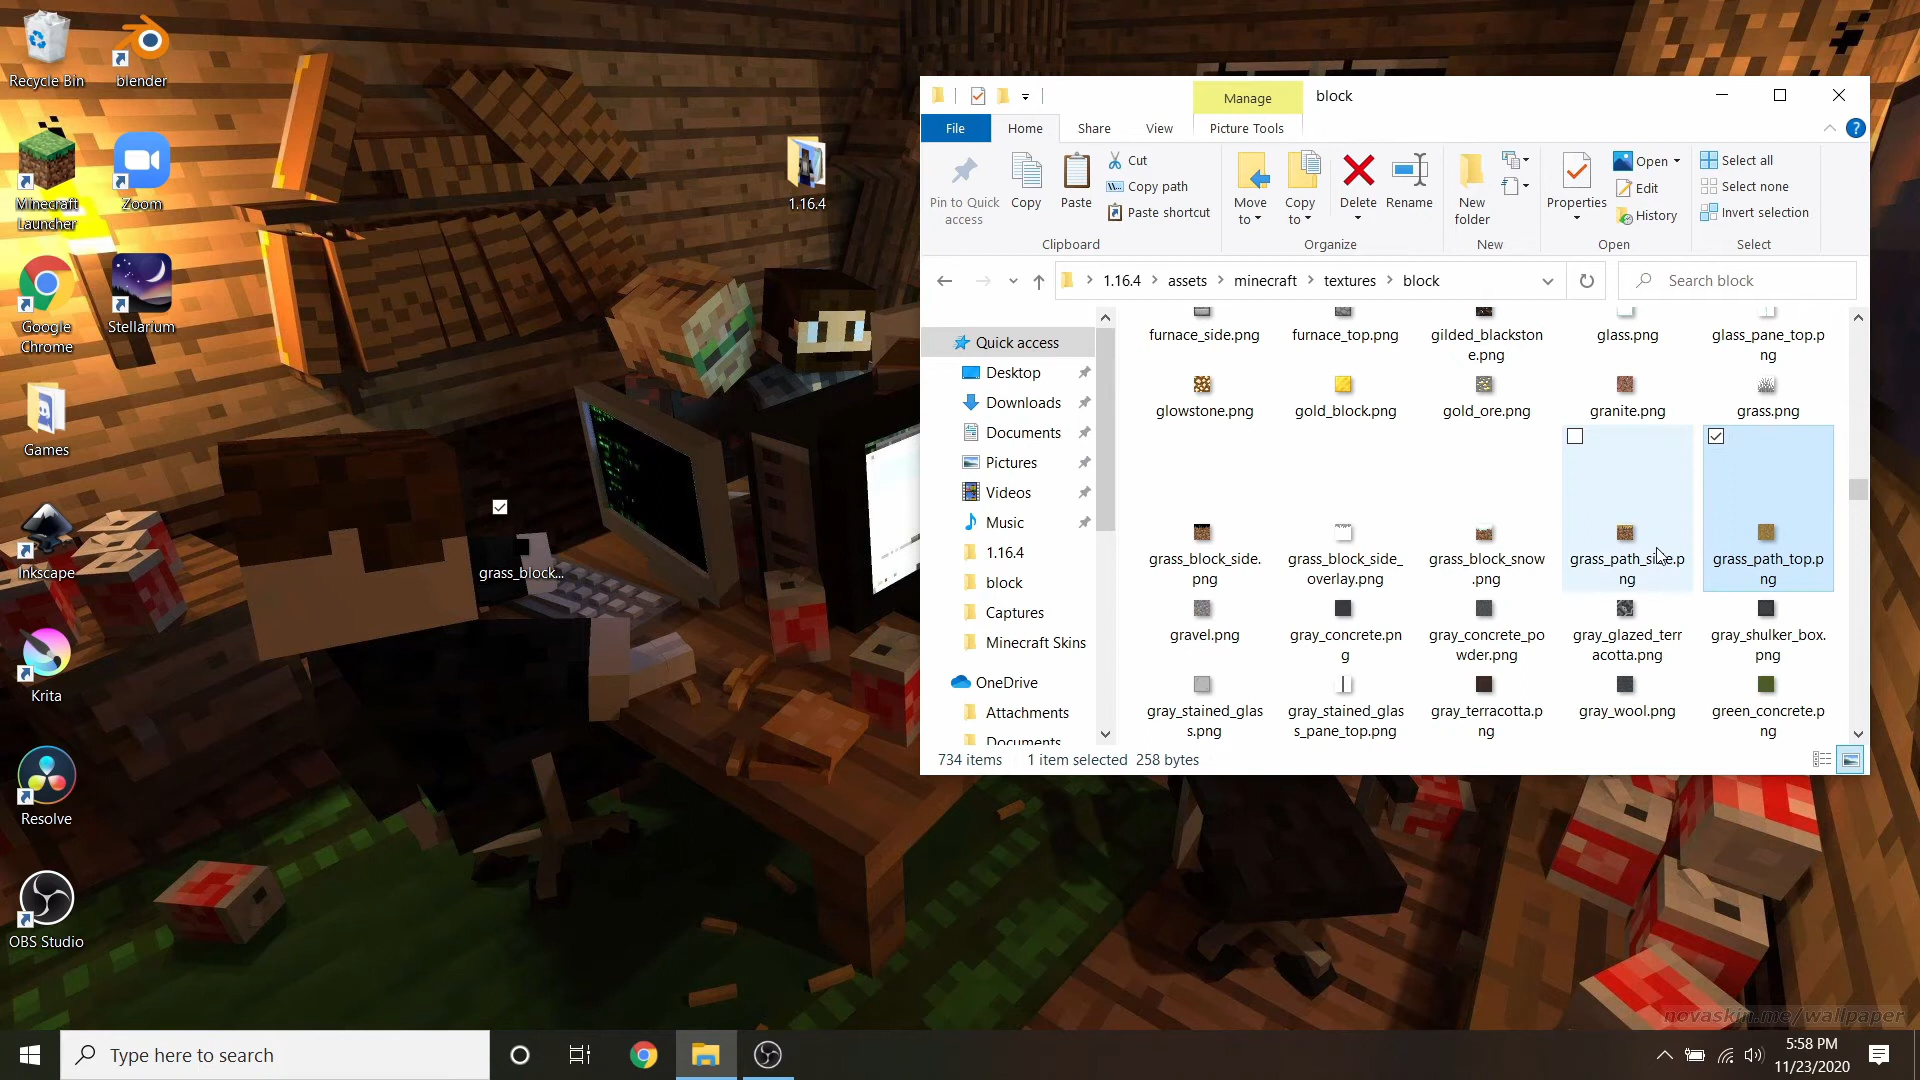 Recycle Bin
blender
Minecraft
Launcher
Zoom
Google
Chrome
Stellarium
Games
Inkscape
Krita
Resolve
OBS Studio
1.16.4
grass_block...
Manage
block
File
Home
Share
View
Picture Tools
Pin to Quick
access
Copy
Paste
Cut
Copy path
Paste shortcut
Clipboard
Move
to
Copy
to
Delete
Rename
Organize
New
folder
New
Properties
Open
Edit
History
Open
Select all
Select none
Invert selection
Select
1.16.4
assets
minecraft
textures
block
Search block
Quick access
Desktop
Downloads
Documents
Pictures
Videos
Music
1.16.4
block
Captures
Minecraft Skins
OneDrive
Attachments
Documents
furnace_side.png
furnace_top.png
gilded_blackston
e.png
glass.png
glass_pane_top.p
ng
glowstone.png
gold_block.png
gold_ore.png
granite.png
grass.png
grass_block_side.
png
grass_block_side_
overlay.png
grass_block_snow
.png
grass_path_side.p
ng
grass_path_top.p
ng
gravel.png
gray_concrete.pn
g
gray_concrete_po
wder.png
gray_glazed_terr
acotta.png
gray_shulker_box.
png
gray_stained_glas
s.png
gray_stained_glas
s_pane_top.png
gray_terracotta.p
ng
gray_wool.png
green_concrete.p
ng
734 items
1 item selected
258 bytes
novaskin.me/wallpaper
Type here to search
5:58 PM
11/23/2020